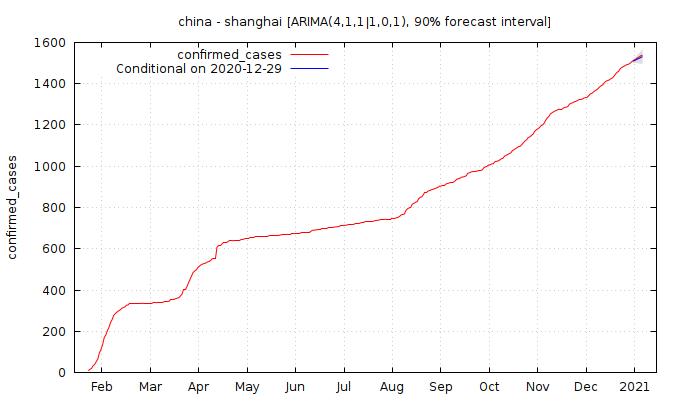 china - shanghai [ARIMA(4,1,1|1,0,1), 90% forecast interval]
confirmed_cases
Conditional on 2020-12-29
confirmed_cases
1600
1400
1200
1000
800
600
400
200
0
Feb Mar Apr May Jun Jul Aug Sep Oct Nov Dec 2021